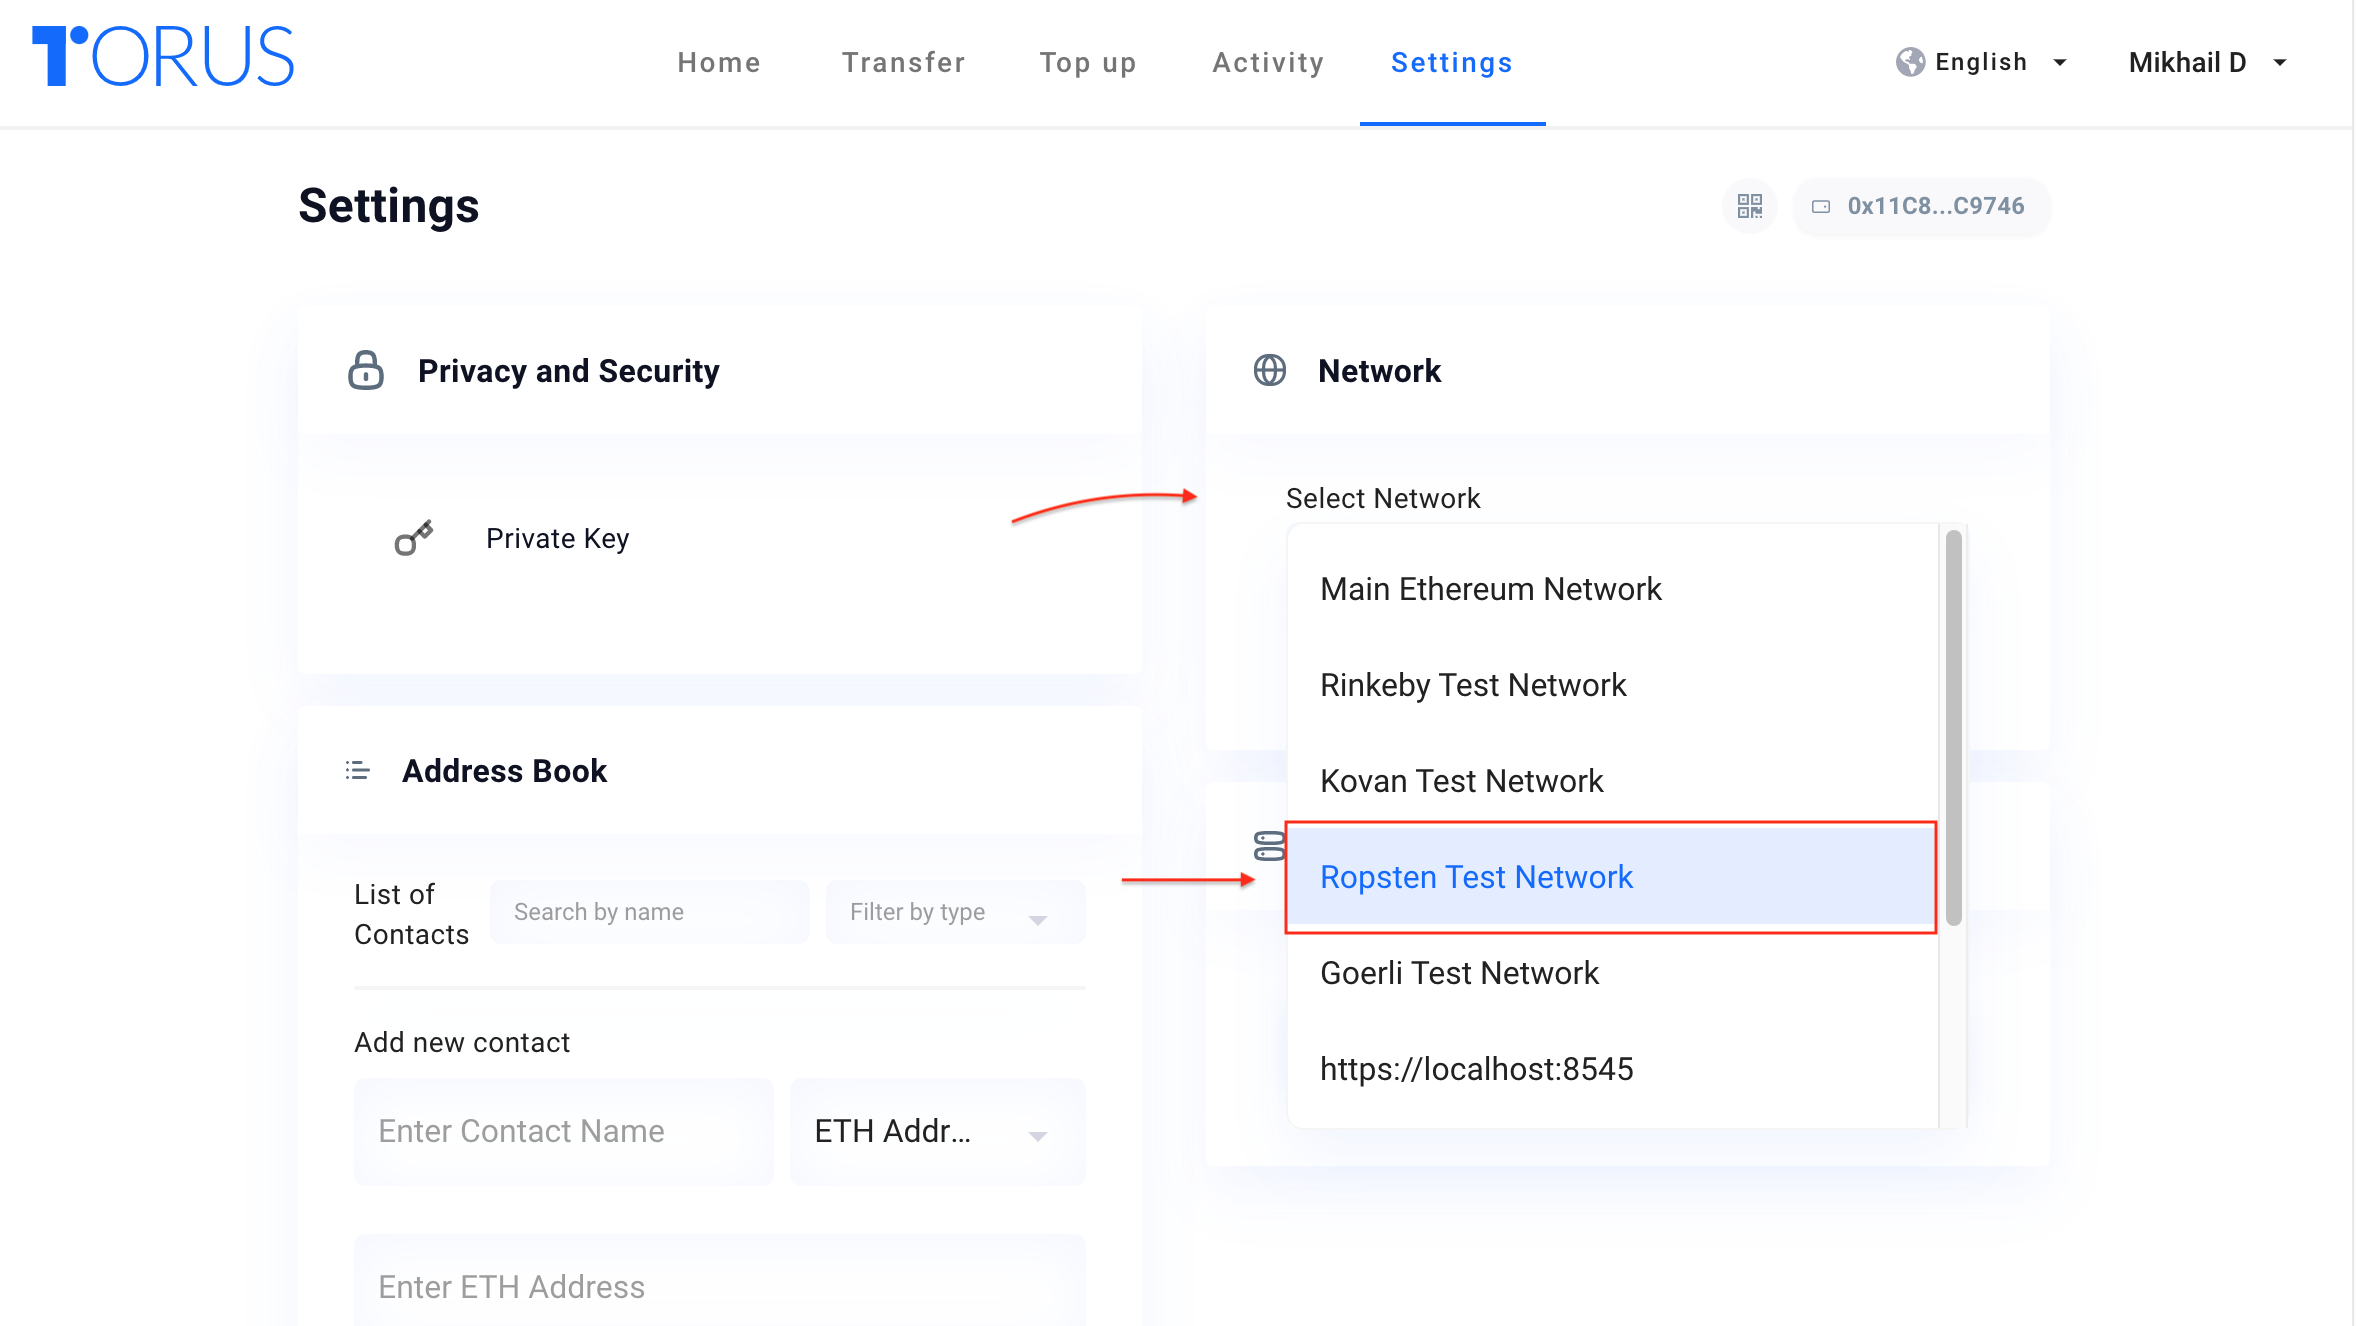 TORUS
Home
Transfer
Top up
Activity
Settings
English
Mikhail D
Settings
0x11C8...C9746
Privacy and Security
Private Key
Network
Select Network
Main Ethereum Network
Rinkeby Test Network
Kovan Test Network
Ropsten Test Network
Goerli Test Network
https://localhost:8545
Address Book
List of
Contacts
Search by name
Filter by type
Add new contact
Enter Contact Name
ETH Addr...
Enter ETH Address